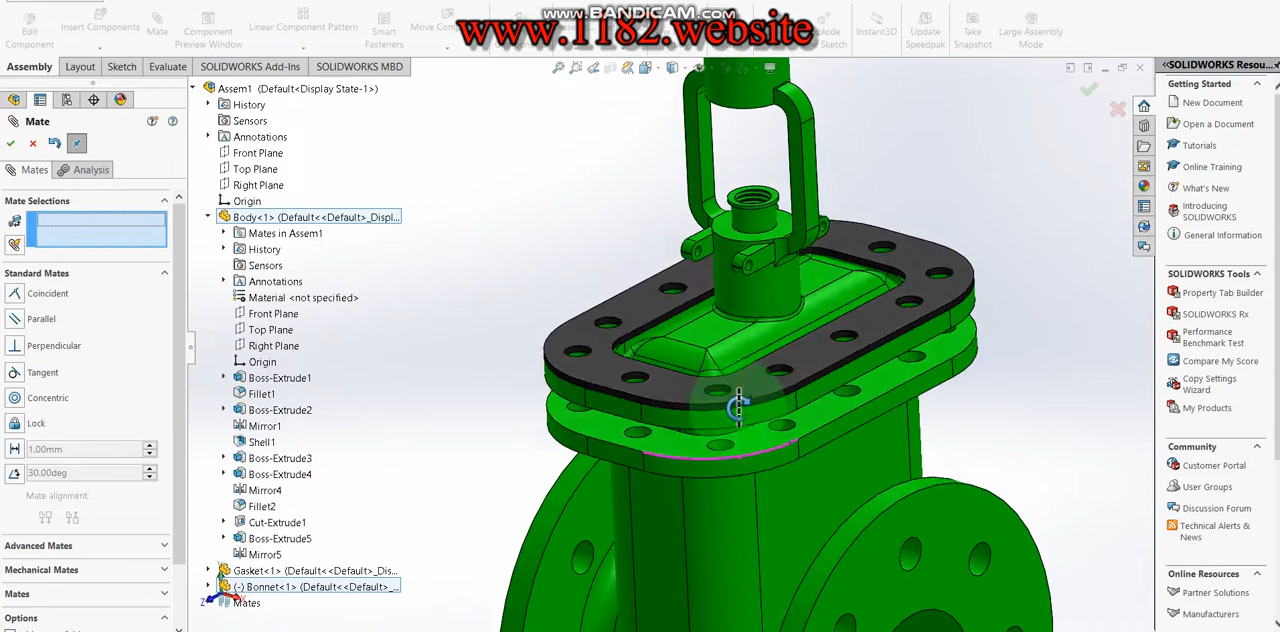 www.BANDICAM.com
www.1182.website
Edit Component
Insert Components
Mate
Component Preview Window
Linear Component Pattern
Smart Fasteners
Move Co
Instant3D
Update Speedpak
Take Snapshot
Large Assembly Mode
Assembly
Layout
Sketch
Evaluate
SOLIDWORKS Add-Ins
SOLIDWORKS MBD
Mate
Mates
Analysis
Mate Selections
Standard Mates
Coincident
Parallel
Perpendicular
Tangent
Concentric
Lock
1.00mm
30.00deg
Mate alignment:
Advanced Mates
Mechanical Mates
Mates
Options
Assem1 (Default<Display State-1>)
History
Sensors
Annotations
Front Plane
Top Plane
Right Plane
Origin
Body<1> (Default<<Default>_Displ...
Mates in Assem1
History
Sensors
Annotations
Material <not specified>
Front Plane
Top Plane
Right Plane
Origin
Boss-Extrude1
Fillet1
Boss-Extrude2
Mirror1
Shell1
Boss-Extrude3
Boss-Extrude4
Mirror4
Fillet2
Cut-Extrude1
Boss-Extrude5
Mirror5
Gasket<1> (Default<<Default>_Dis...
(-) Bonnet<1> (Default<<Default>_...
Mates
Z
SOLIDWORKS Resou...
Getting Started
New Document
Open a Document
Tutorials
Online Training
What's New
Introducing SOLIDWORKS
General Information
SOLIDWORKS Tools
Property Tab Builder
SOLIDWORKS Rx
Performance Benchmark Test
Compare My Score
Copy Settings Wizard
My Products
Community
Customer Portal
User Groups
Discussion Forum
Technical Alerts & News
Online Resources
Partner Solutions
Manufacturers